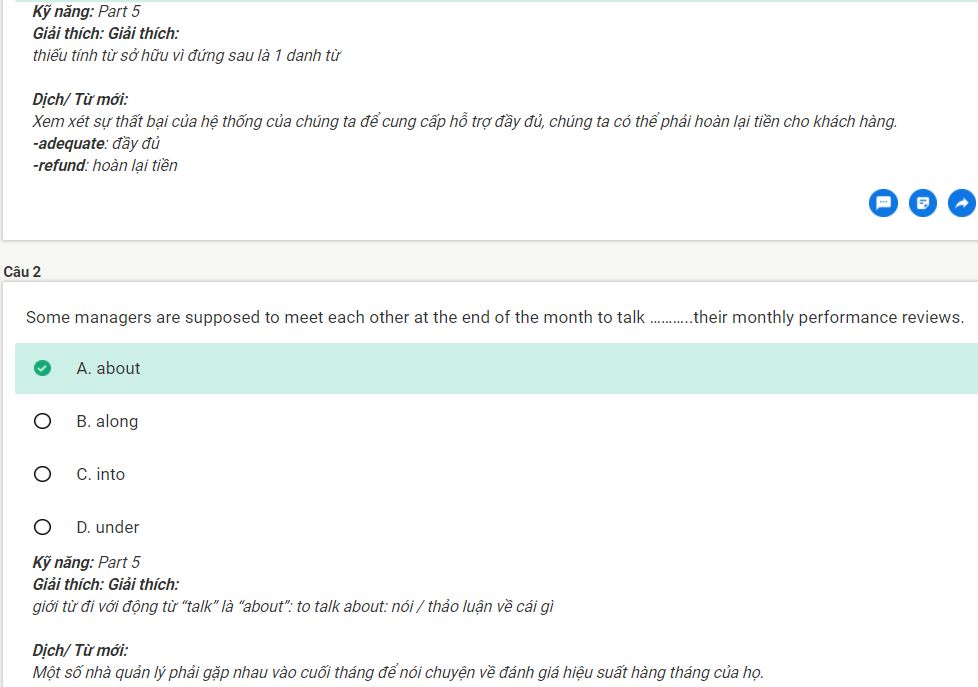 Kỹ năng: Part 5
Giải thích: Giải thích:
thiếu tính từ sở hữu vì đứng sau là 1 danh từ
Dịch/ Từ mới:
Xem xét sự thất bại của hệ thống của chúng ta để cung cấp hỗ trợ đầy đủ, chúng ta có thể phải hoàn lại tiền cho khách hàng.
-adequate: đầy đủ
-refund: hoàn lại tiền
Câu 2
Some managers are supposed to meet each other at the end of the month to talk ...........their monthly performance reviews.
A. about
B. along
C. into
D. under
Kỹ năng: Part 5
Giải thích: Giải thích:
giới từ đi với động từ “talk” là “about”: to talk about: nói / thảo luận về cái gì
Dịch/ Từ mới:
Một số nhà quản lý phải gặp nhau vào cuối tháng để nói chuyện về đánh giá hiệu suất hàng tháng của họ.